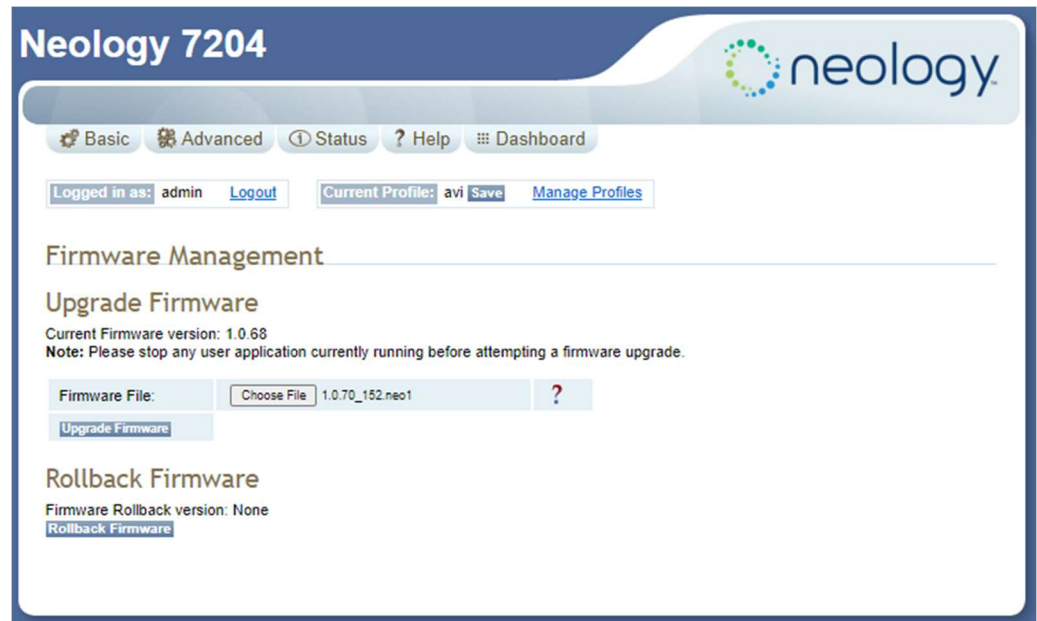 Neology 7204
neology
Basic Advanced Status ? Help Dashboard
Logged in as: admin Logout Current Profile: avi Save Manage Profiles
Firmware Management
Upgrade Firmware
Current Firmware version: 1.0.68
Note: Please stop any user application currently running before attempting a firmware upgrade.
Firmware File: Choose File 1.0.70_152.neo1 ?
Upgrade Firmware
Rollback Firmware
Firmware Rollback version: None
Rollback Firmware